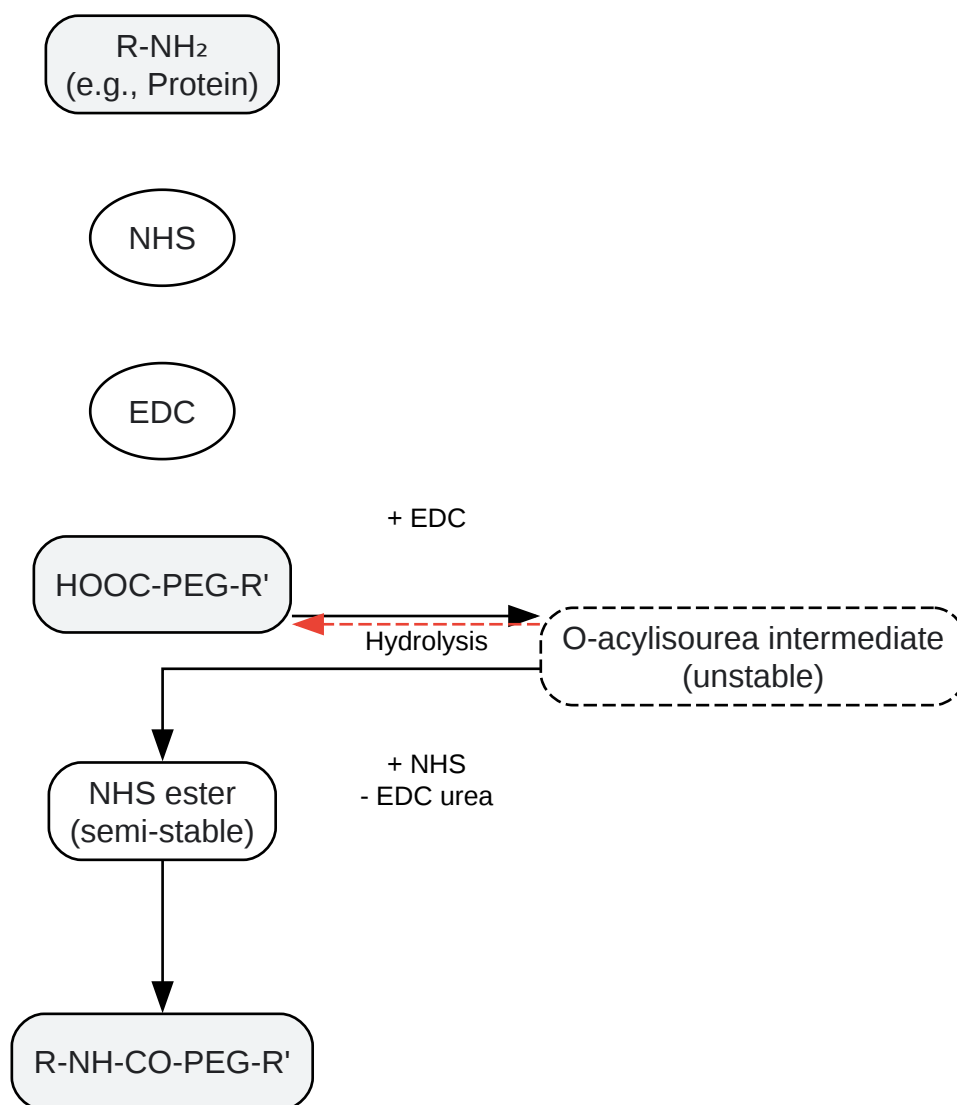 R-NH₂
(e.g., Protein)
NHS
EDC
+ EDC
HOOC-PEG-R'
Hydrolysis
O-acylisourea intermediate
(unstable)
+ NHS
- EDC urea
NHS ester
(semi-stable)
R-NH-CO-PEG-R'